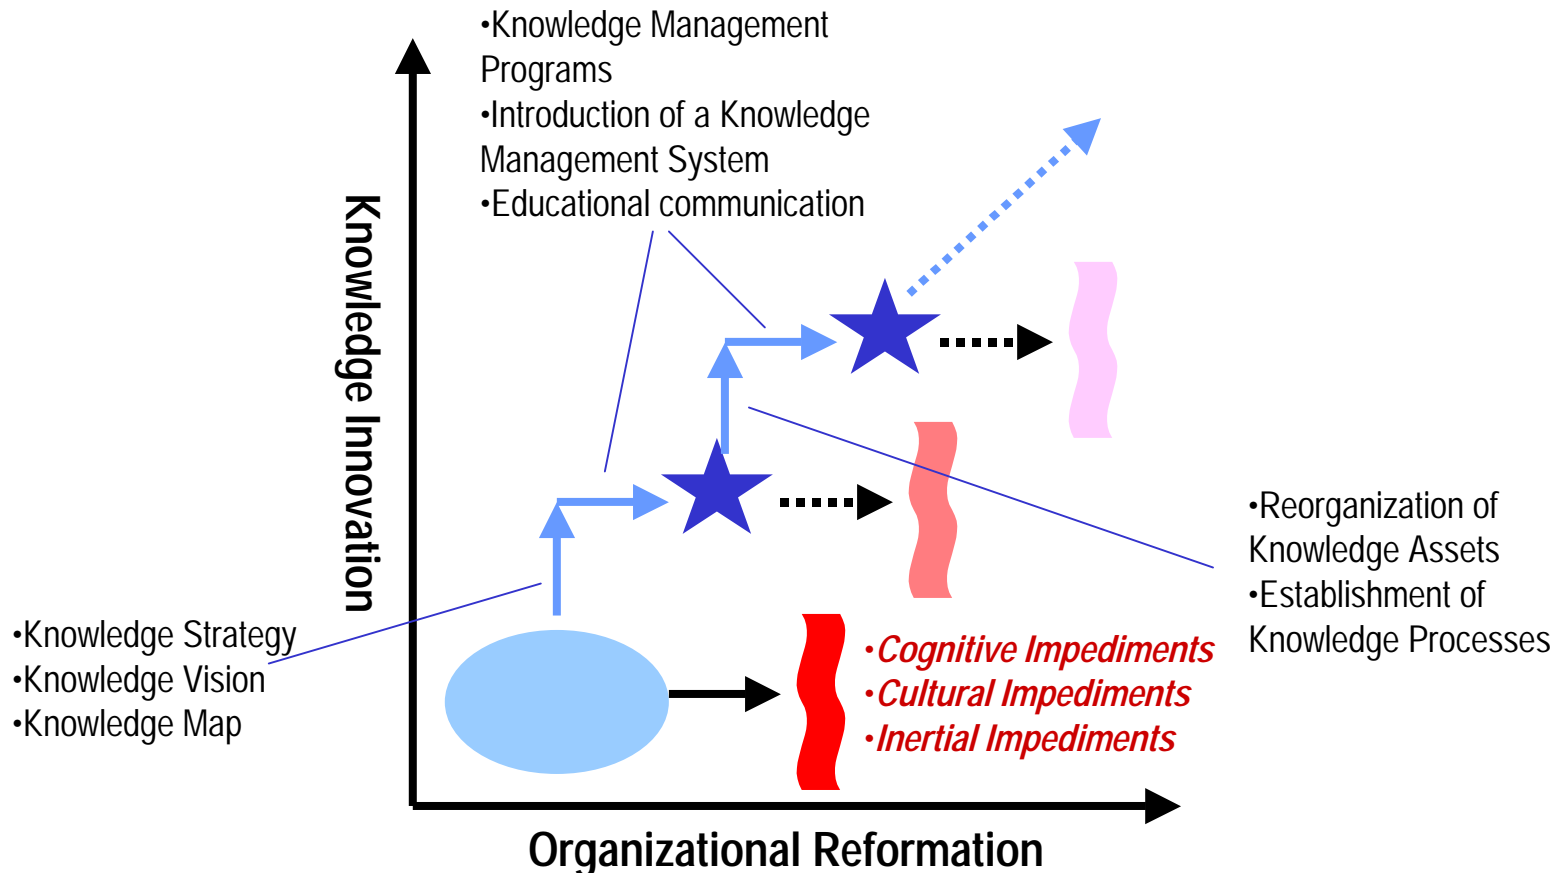 •Knowledge Management
Programs
•Introduction of a Knowledge
Management System
•Educational communication
Knowledge Innovation
•Reorganization of
Knowledge Assets
•Establishment of
Knowledge Processes
•Knowledge Strategy
•Knowledge Vision
•Knowledge Map
•Cognitive Impediments
•Cultural Impediments
•Inertial Impediments
Organizational Reformation